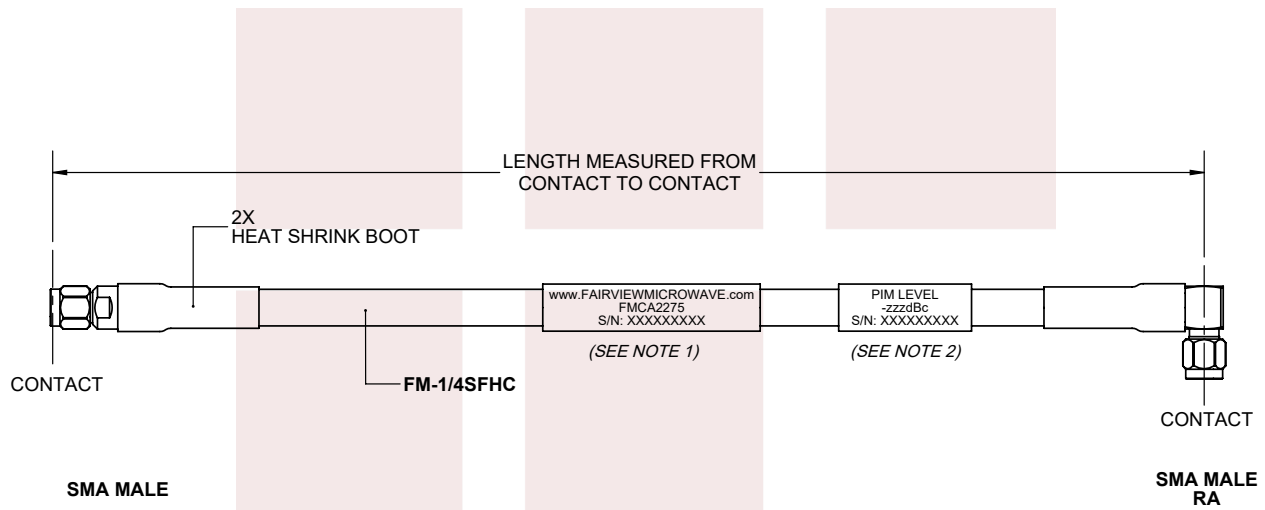 LENGTH MEASURED FROM
CONTACT TO CONTACT
2X
HEAT SHRINK BOOT
www.FAIRVIEWMICROWAVE.com
FMCA2275
S/N: XXXXXXXXX
PIM LEVEL
-zzzdBc
S/N: XXXXXXXXX
(SEE NOTE 1)
(SEE NOTE 2)
CONTACT
FM-1/4SFHC
CONTACT
SMA MALE
SMA MALE
RA